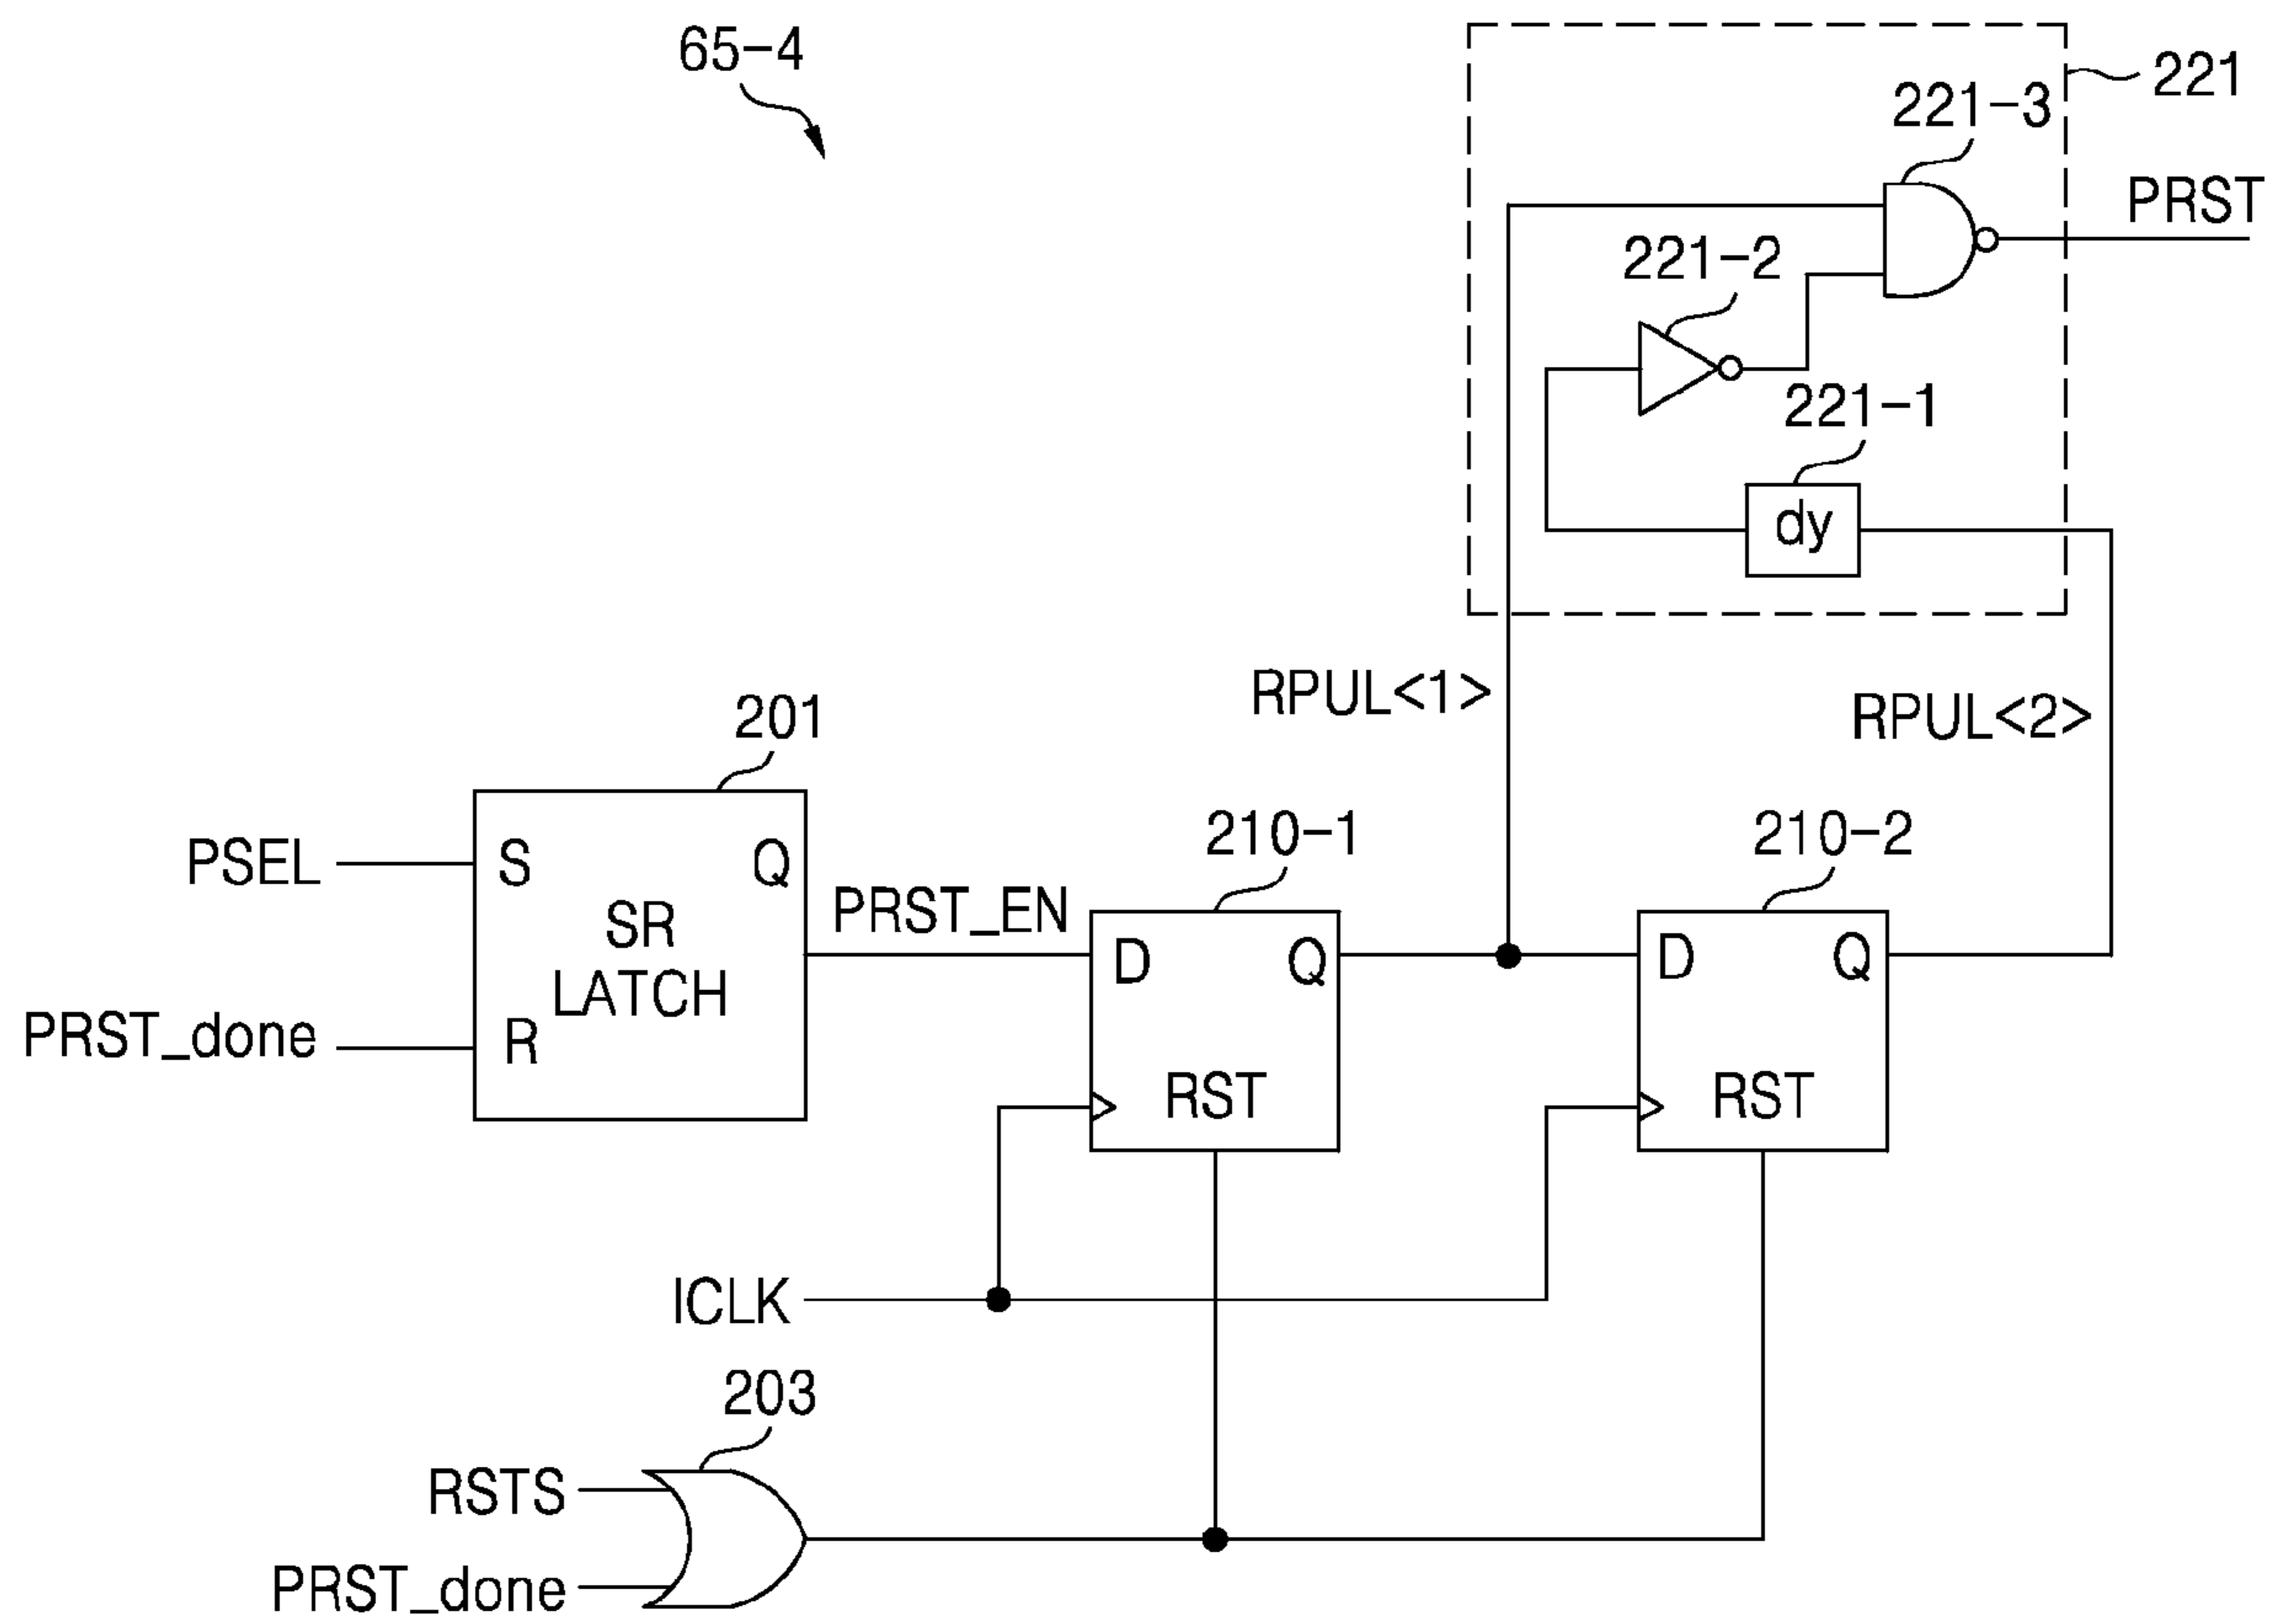 65-4
221
221-3
PRST
221-2
221-1
dy
RPUL<1>
RPUL<2>
201
210-1
210-2
PSEL
S
Q
SR
LATCH
PRST_EN
D
Q
D
Q
PRST_done
R
RST
RST
ICLK
203
RSTS
PRST_done